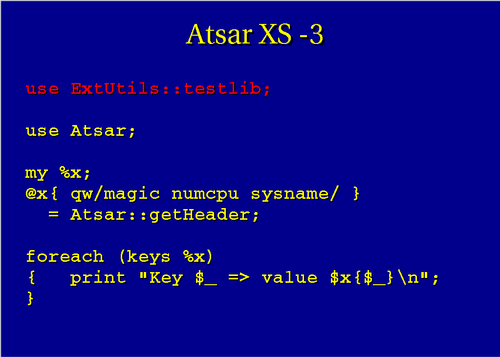 Atsar XS -3
use ExtUtils::testlib;
use Atsar;
my %x;
@x{ qw/magic numcpu sysname/ }
  = Atsar::getHeader;
foreach (keys %x)
{   print "Key $_ => value $x{$_}\n";
}